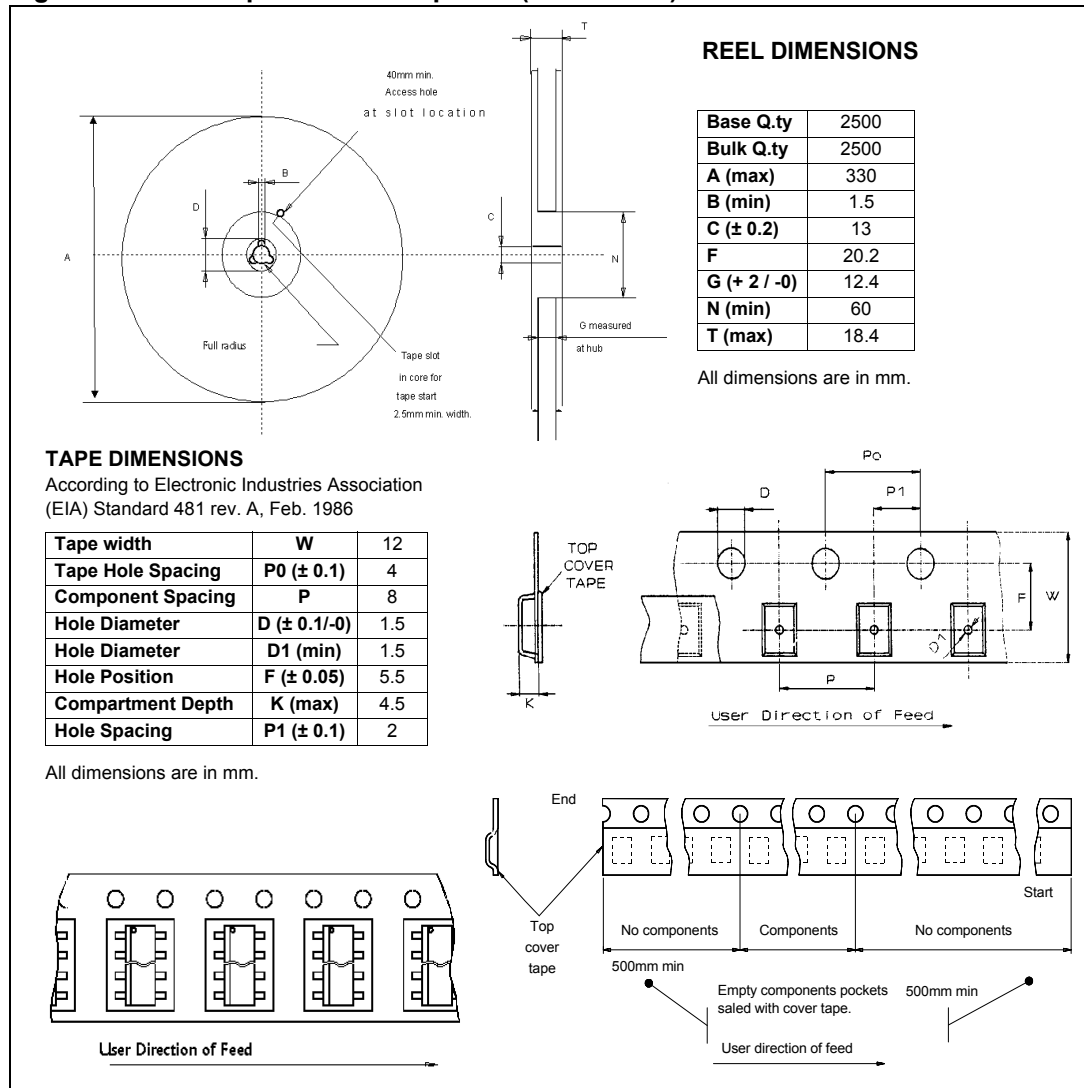 T
REEL DIMENSIONS
40mm min.
Access hole
at slot location
B
D
C
A
N
G measured
at hub
Full radius
Tape slot
in core for
tape start
2.5mm min. width.
Base Q.ty 2500
Bulk Q.ty 2500
A (max) 330
B (min) 1.5
C (± 0.2) 13
F 20.2
G (+ 2 / -0) 12.4
N (min) 60
T (max) 18.4
All dimensions are in mm.
TAPE DIMENSIONS
According to Electronic Industries Association
(EIA) Standard 481 rev. A, Feb. 1986
Tape width W 12
Tape Hole Spacing P0 (± 0.1) 4
Component Spacing P 8
Hole Diameter D (± 0.1/-0) 1.5
Hole Diameter D1 (min) 1.5
Hole Position F (± 0.05) 5.5
Compartment Depth K (max) 4.5
Hole Spacing P1 (± 0.1) 2
All dimensions are in mm.
TOP
COVER
TAPE
K
Po
D
P1
F
W
D1
P
User Direction of Feed
End
Start
Top
cover
tape
No components
Components
No components
500mm min
Empty components pockets
saled with cover tape.
500mm min
User direction of feed
User Direction of Feed